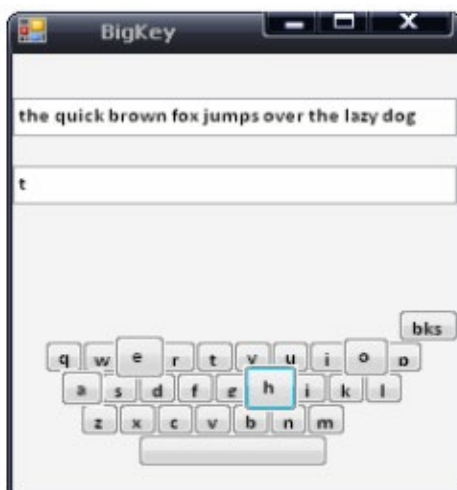 BigKey
the quick brown fox jumps over the lazy dog
t
bks
q w e r t y u i o p
a s d f g h j k l
z x c v b n m